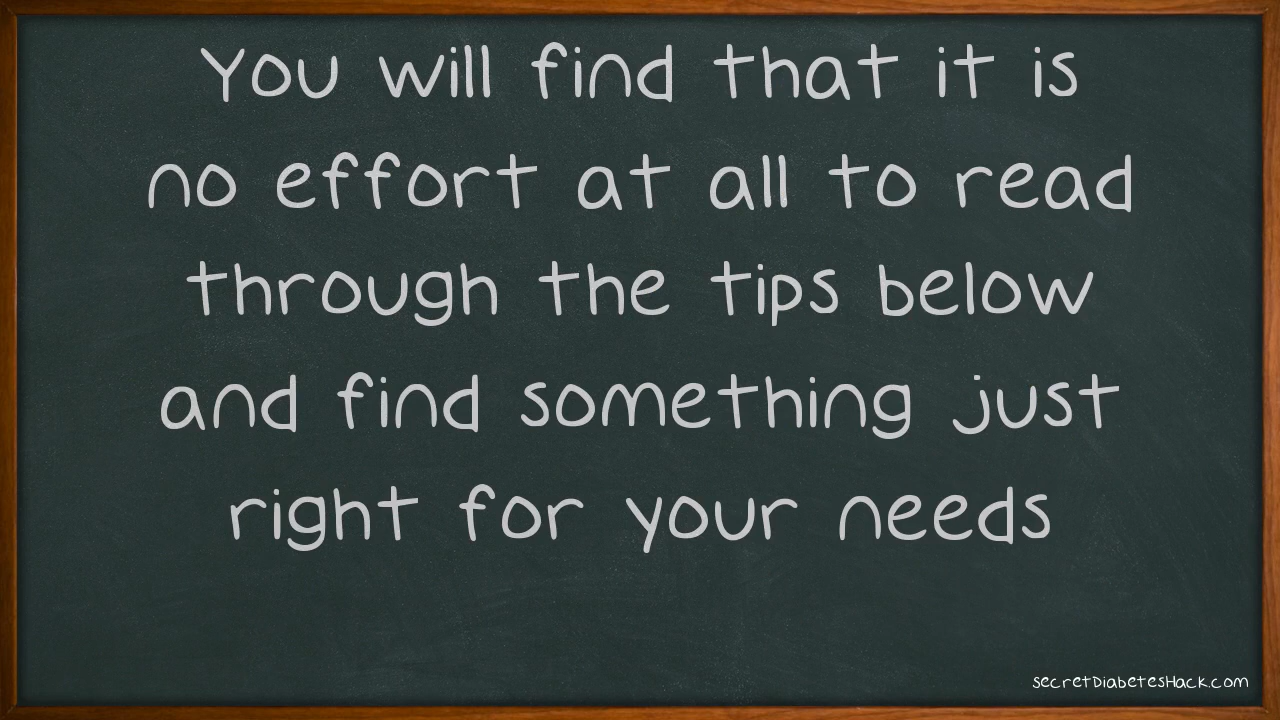 You will find that it is
no effort at all to read
through the tips below
and find something just
right for your needs
secretDiabetesHack.com